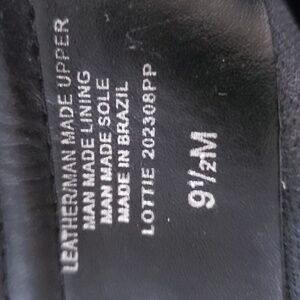 LEATHER/MAN MADE UPPER
MAN MADE LINING
MAN MADE SOLE
MADE IN BRAZIL
LOTTIE 202308PP
9½M